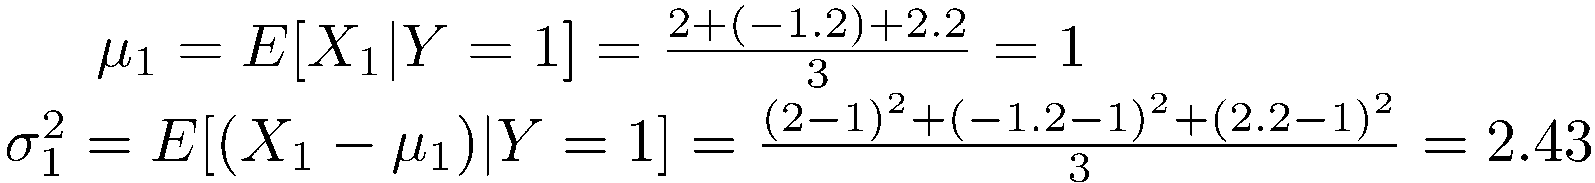 μ₁ = E[X₁|Y = 1] = (2+(−1.2)+2.2)/3 = 1
σ₁² = E[(X₁ − μ₁)|Y = 1] = ((2−1)²+(−1.2−1)²+(2.2−1)²)/3 = 2.43